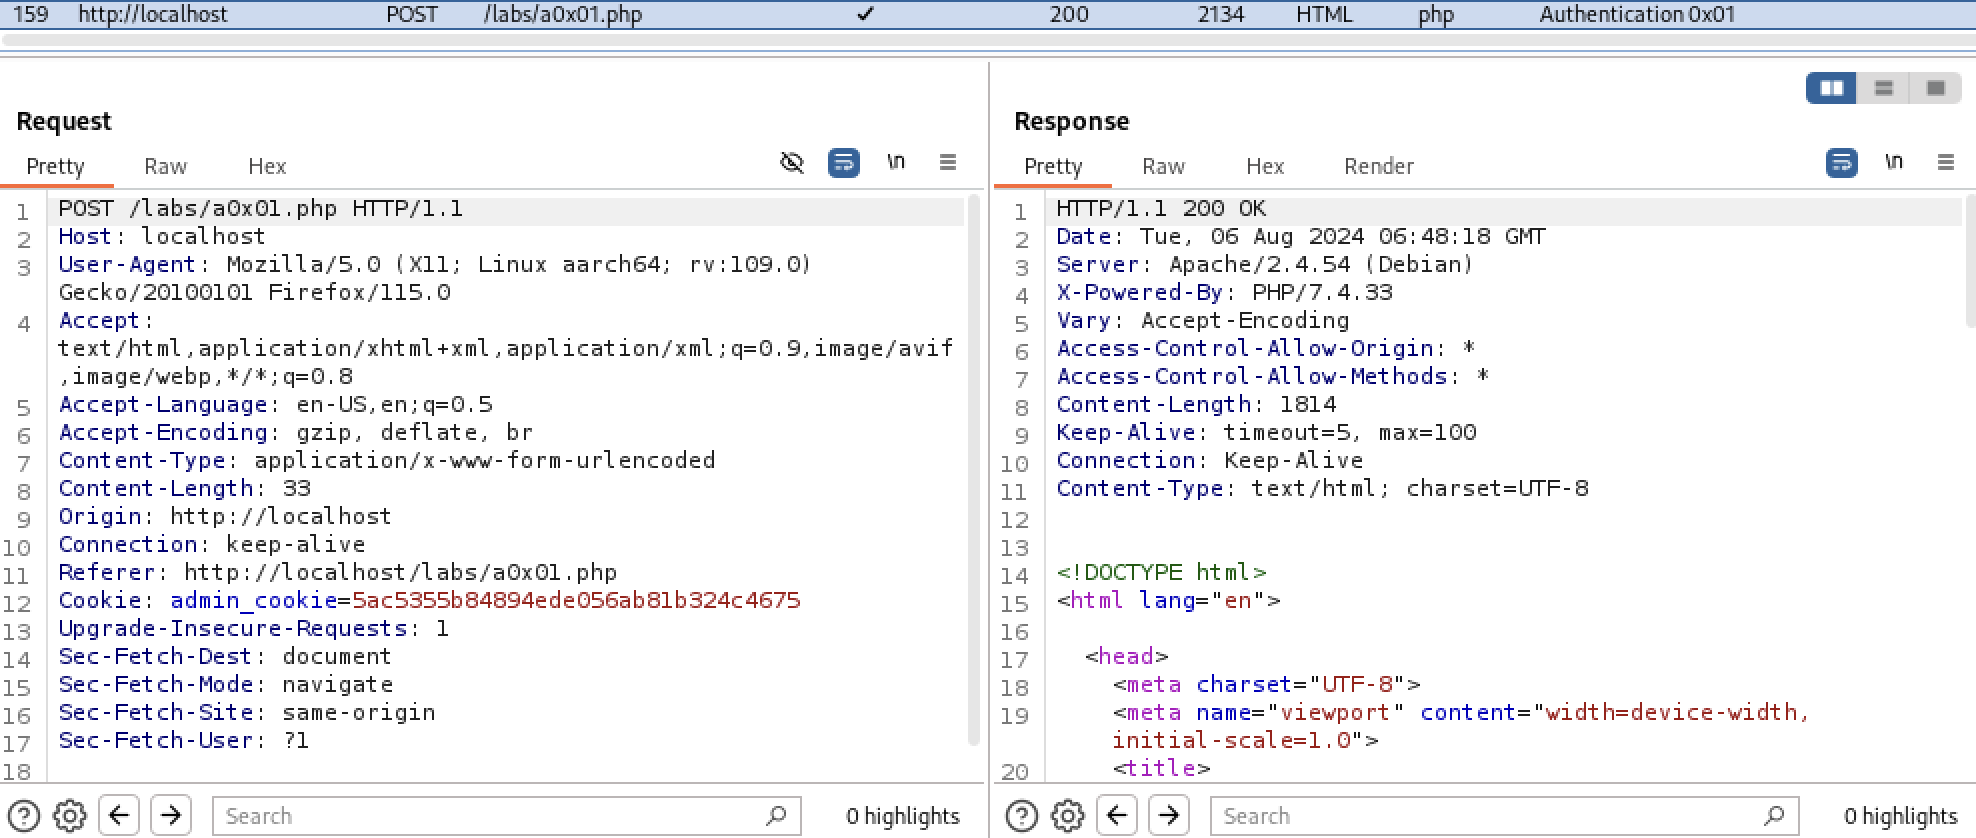 159 http://localhost POST /labs/a0x01.php ✓ 200 2134 HTML php Authentication 0x01
Request
Pretty Raw Hex \n
1 POST /labs/a0x01.php HTTP/1.1
2 Host: localhost
3 User-Agent: Mozilla/5.0 (X11; Linux aarch64; rv:109.0)
Gecko/20100101 Firefox/115.0
4 Accept:
text/html,application/xhtml+xml,application/xml;q=0.9,image/avif
,image/webp,*/*;q=0.8
5 Accept-Language: en-US,en;q=0.5
6 Accept-Encoding: gzip, deflate, br
7 Content-Type: application/x-www-form-urlencoded
8 Content-Length: 33
9 Origin: http://localhost
10 Connection: keep-alive
11 Referer: http://localhost/labs/a0x01.php
12 Cookie: admin_cookie=5ac5355b84894ede056ab81b324c4675
13 Upgrade-Insecure-Requests: 1
14 Sec-Fetch-Dest: document
15 Sec-Fetch-Mode: navigate
16 Sec-Fetch-Site: same-origin
17 Sec-Fetch-User: ?1
18
Search
0 highlights
Response
Pretty Raw Hex Render \n
1 HTTP/1.1 200 OK
2 Date: Tue, 06 Aug 2024 06:48:18 GMT
3 Server: Apache/2.4.54 (Debian)
4 X-Powered-By: PHP/7.4.33
5 Vary: Accept-Encoding
6 Access-Control-Allow-Origin: *
7 Access-Control-Allow-Methods: *
8 Content-Length: 1814
9 Keep-Alive: timeout=5, max=100
10 Connection: Keep-Alive
11 Content-Type: text/html; charset=UTF-8
12
13
14 <!DOCTYPE html>
15 <html lang="en">
16
17 <head>
18 <meta charset="UTF-8">
19 <meta name="viewport" content="width=device-width,
initial-scale=1.0">
20 <title>
Search
0 highlights